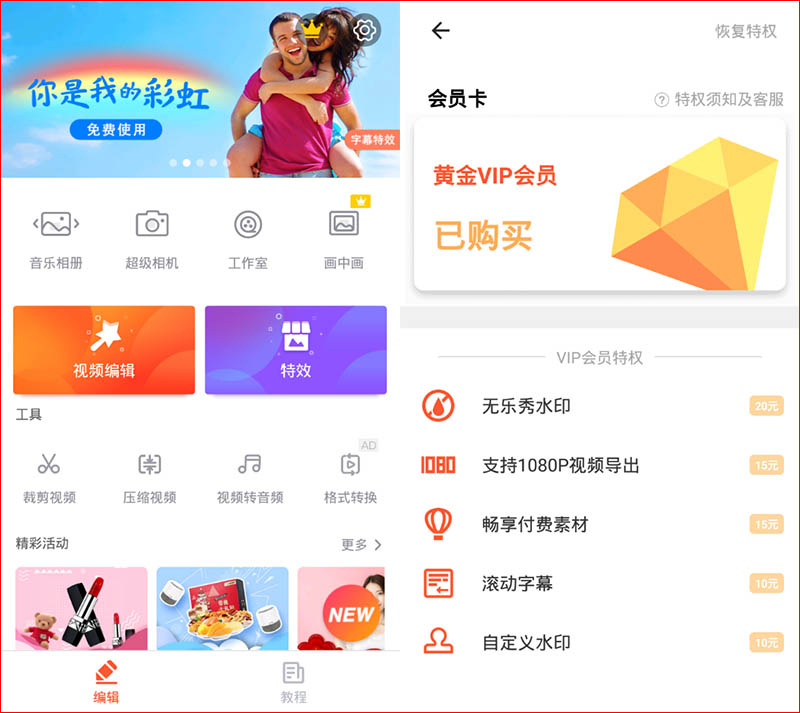 你是我的彩虹
免费使用
字幕特效
音乐相册
超级相机
工作室
画中画
视频编辑
特效
工具
AD
裁剪视频
压缩视频
视频转音频
格式转换
精彩活动
更多
NEW
编辑
教程
恢复特权
会员卡
? 特权须知及客服
黄金VIP会员
已购买
VIP会员特权
无乐秀水印 20元
1080 支持1080P视频导出 15元
畅享付费素材 15元
滚动字幕 10元
自定义水印 10元